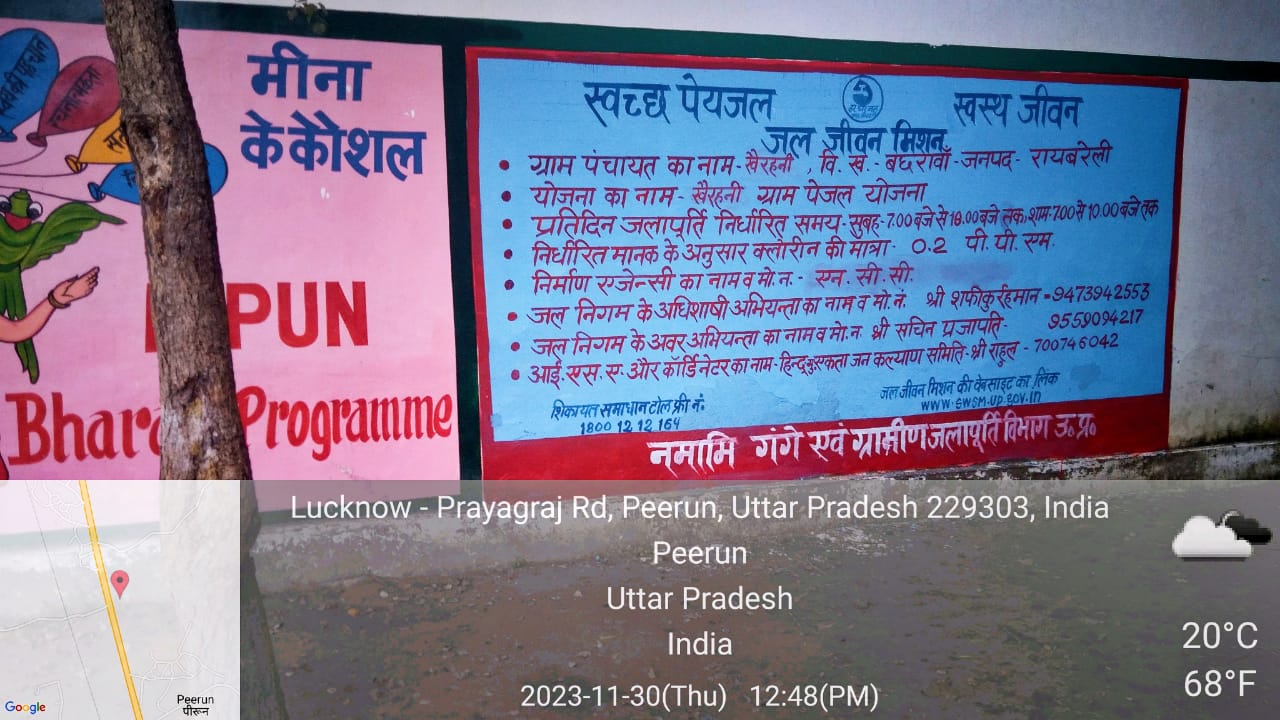 रचनात्मकता
मीना
के कौशल
PUN
Programme
स्वच्छ पेयजल
स्वस्थ जीवन
जल जीवन मिशन
• ग्राम पंचायत का नाम - खैरहनी , वि. ख. - बछरावाँ - जनपद - रायबरेली
• योजना का नाम - खैरहनी ग्राम पेजल योजना
• प्रतिदिन जलापूर्ति निर्धारित समय - सुबह - 7.00 बजे से 10.00 बजे तक, शाम 7.00 से 10.00 बजे तक
• निर्धारित मानक के अनुसार क्लोरीन की मात्रा - 0.2 पी. पी. एम.
• निर्माण एजेन्सी का नाम व मो. न. - एन. सी. सी.
• जल निगम के अधिशाषी अभियन्ता का नाम व मो. न. श्री शफीकुर्रहमान = 9473942553
• जल निगम के अवर अभियन्ता का नाम व मो. न. श्री सचिन प्रजापति - 9559094217
• आई. एस. ए. और कॉर्डिनेटर का नाम - हिन्दू मु. एकता जन कल्याण समिति - श्री राहुल - 700746042
शिकायत समाधान टोल फ्री नं.
1800 12 12 164
जल जीवन मिशन की वेबसाइट का लिंक
www.swsm.up.gov.in
नमामि गंगे एवं ग्रामीण जलापूर्ति विभाग उ. प्र.
Lucknow - Prayagraj Rd, Peerun, Uttar Pradesh 229303, India
Peerun
Uttar Pradesh
India
2023-11-30(Thu) 12:48(PM)
20°C
68°F
Peerun
पीरून
Google